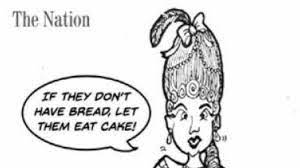 The Nation
IF THEY DON'T
HAVE BREAD, LET
THEM EAT CAKE!